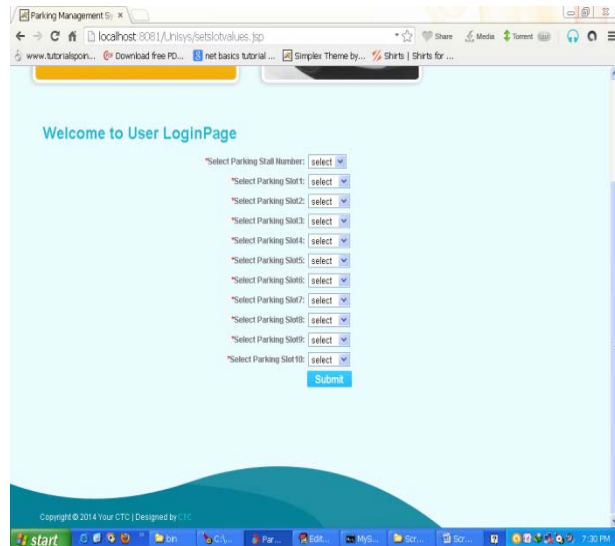 Parking Management Sy
localhost:8081/Unisys/setslotvalues.jsp
Share
Media
Torrent
www.tutorialspoin...
Download free PD...
net basics tutorial ...
Simplex Theme by...
Shirts | Shirts for ...
Welcome to User LoginPage
*Select Parking Stall Number: select
*Select Parking Slot1: select
*Select Parking Slot2: select
*Select Parking Slot3: select
*Select Parking Slot4: select
*Select Parking Slot5: select
*Select Parking Slot6: select
*Select Parking Slot7: select
*Select Parking Slot8: select
*Select Parking Slot9: select
*Select Parking Slot10: select
Submit
Copyright © 2014 Your CTC | Designed by CTC
start
bin
C:\...
Par...
Edit...
MyS...
Scr...
Scr...
7:30 PM